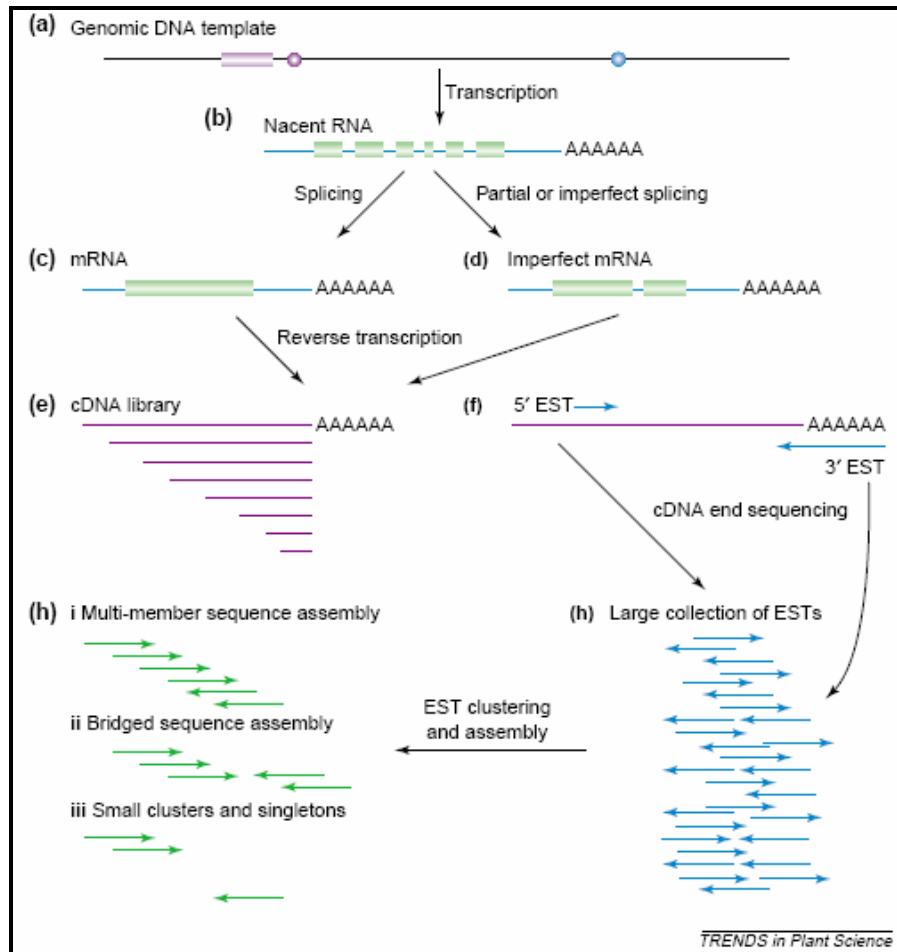 (a) Genomic DNA template
Transcription
(b) Nacent RNA
AAAAAA
Splicing
Partial or imperfect splicing
(c) mRNA
AAAAAA
(d) Imperfect mRNA
AAAAAA
Reverse transcription
(e) cDNA library
AAAAAA
(f) 5′ EST
AAAAAA
3′ EST
cDNA end sequencing
(h) i Multi-member sequence assembly
(h) Large collection of ESTs
EST clustering
and assembly
ii Bridged sequence assembly
iii Small clusters and singletons
TRENDS in Plant Science